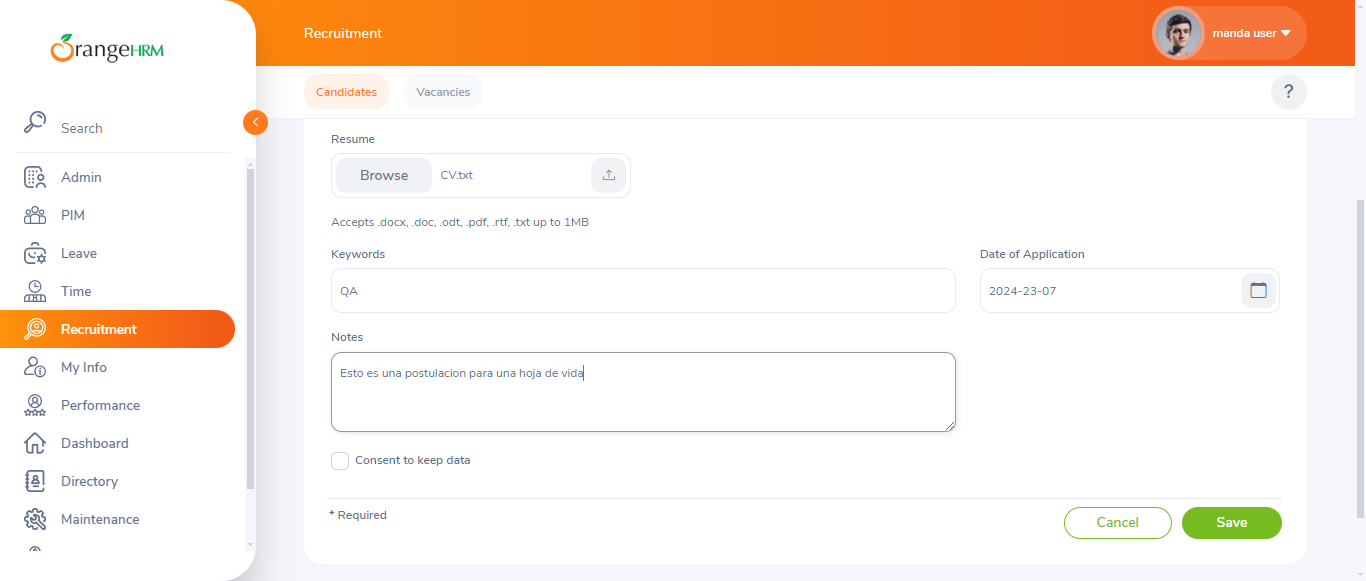 OrangeHRM
Recruitment
manda user
Candidates
Vacancies
?
Search
Admin
PIM
Leave
Time
Recruitment
My Info
Performance
Dashboard
Directory
Maintenance
Resume
Browse
CV.txt
Accepts .docx, .doc, .odt, .pdf, .rtf, .txt up to 1MB
Keywords
Date of Application
QA
2024-23-07
Notes
Esto es una postulacion para una hoja de vida
Consent to keep data
* Required
Cancel
Save